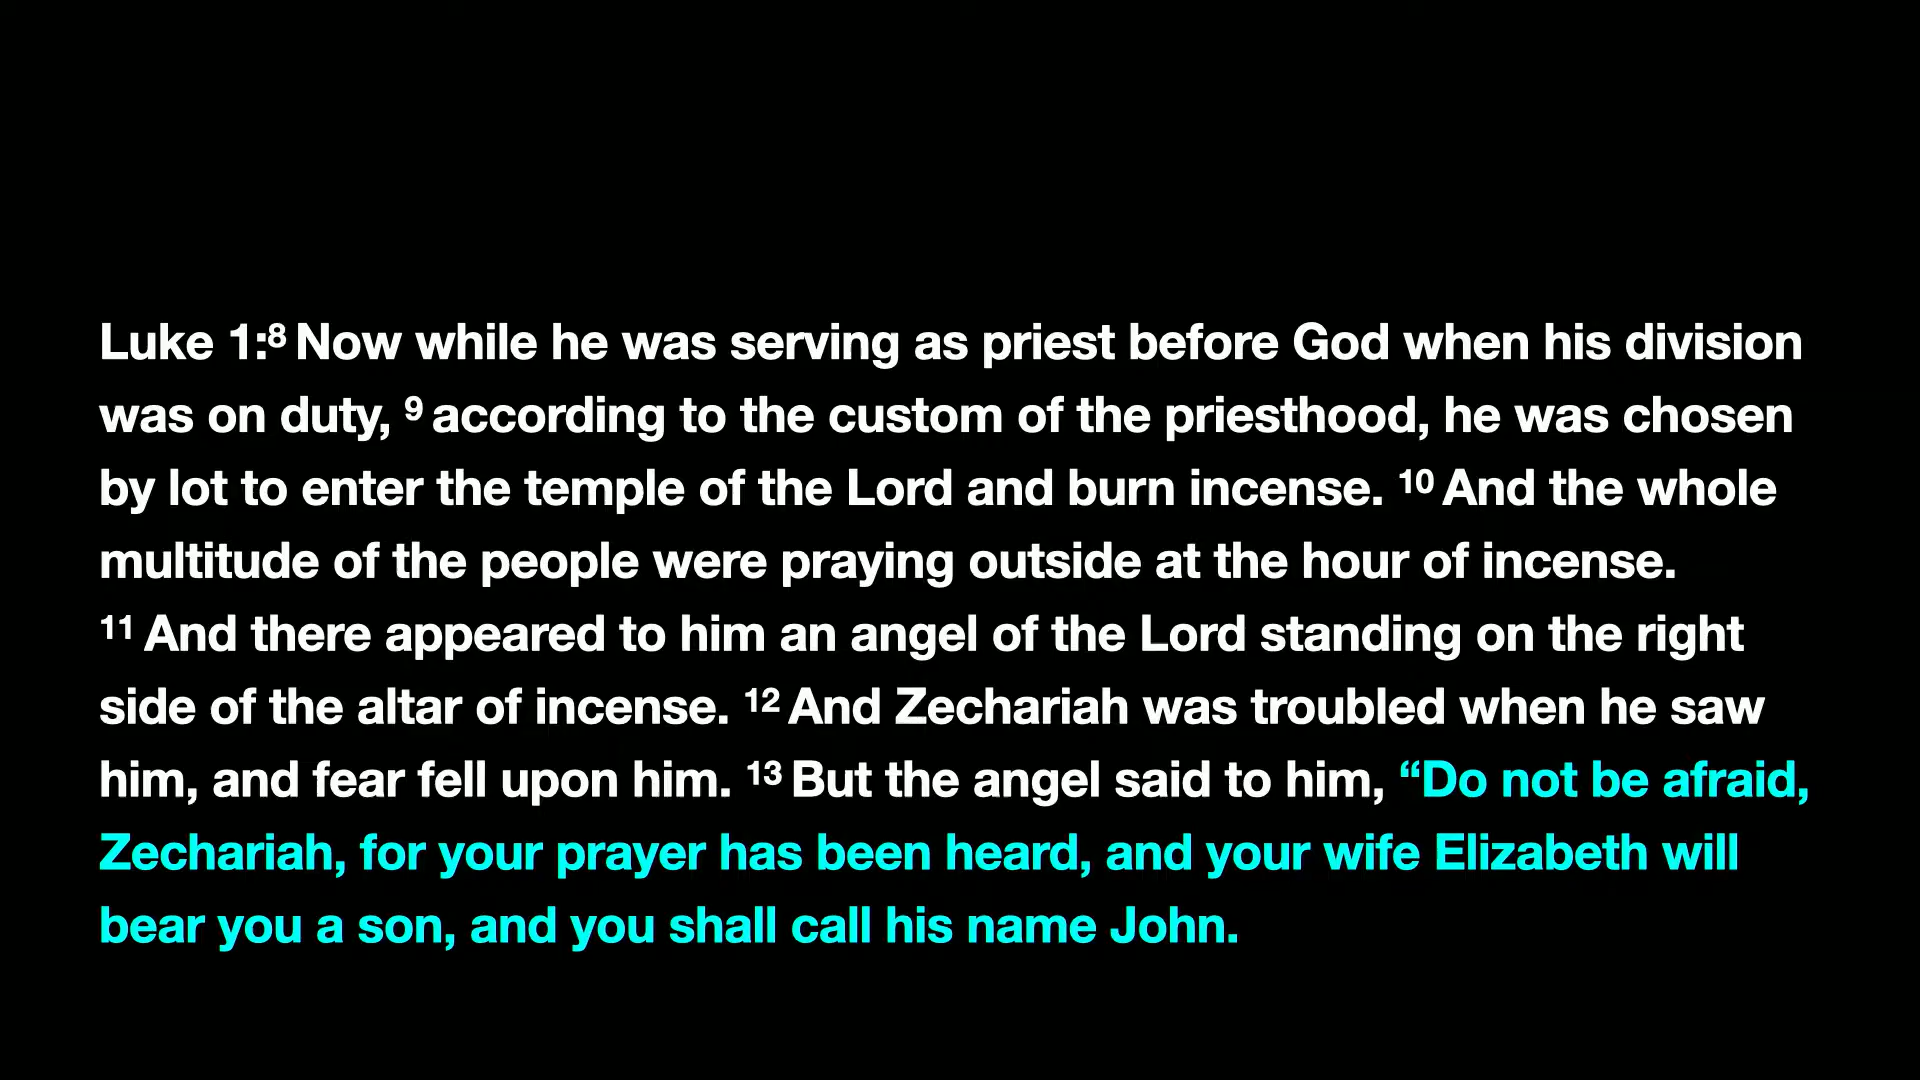 Luke 1:8 Now while he was serving as priest before God when his division
was on duty, 9 according to the custom of the priesthood, he was chosen
by lot to enter the temple of the Lord and burn incense. 10 And the whole
multitude of the people were praying outside at the hour of incense.
11 And there appeared to him an angel of the Lord standing on the right
side of the altar of incense. 12 And Zechariah was troubled when he saw
him, and fear fell upon him. 13 But the angel said to him, “Do not be afraid,
Zechariah, for your prayer has been heard, and your wife Elizabeth will
bear you a son, and you shall call his name John.